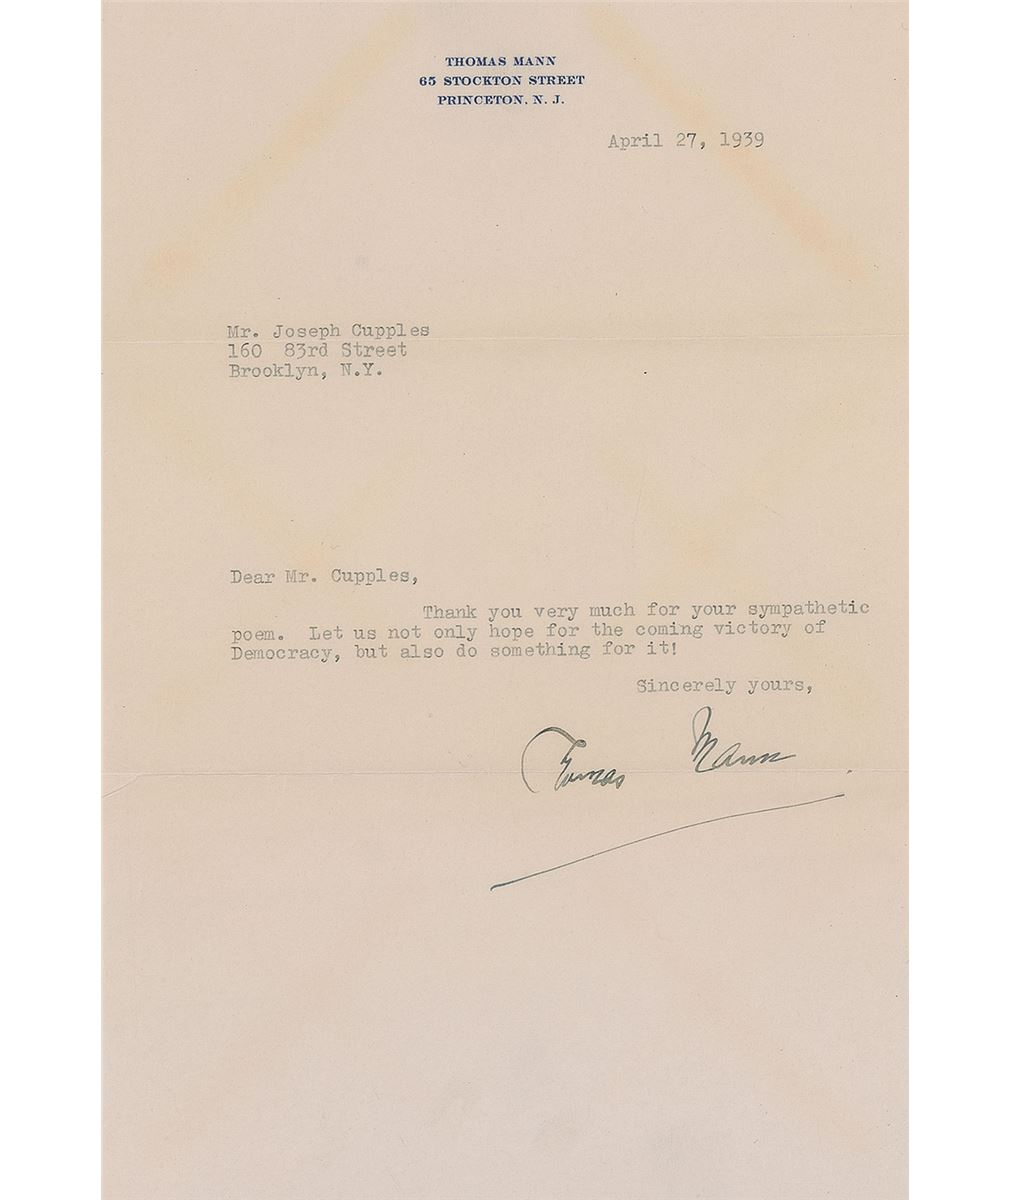 THOMAS MANN
65 STOCKTON STREET
PRINCETON, N. J.
April 27, 1939
Mr. Joseph Cupples
160  83rd Street
Brooklyn, N.Y.
Dear Mr. Cupples,
Thank you very much for your sympathetic
poem.  Let us not only hope for the coming victory of
Democracy, but also do something for it!
Sincerely yours,
Thomas Mann